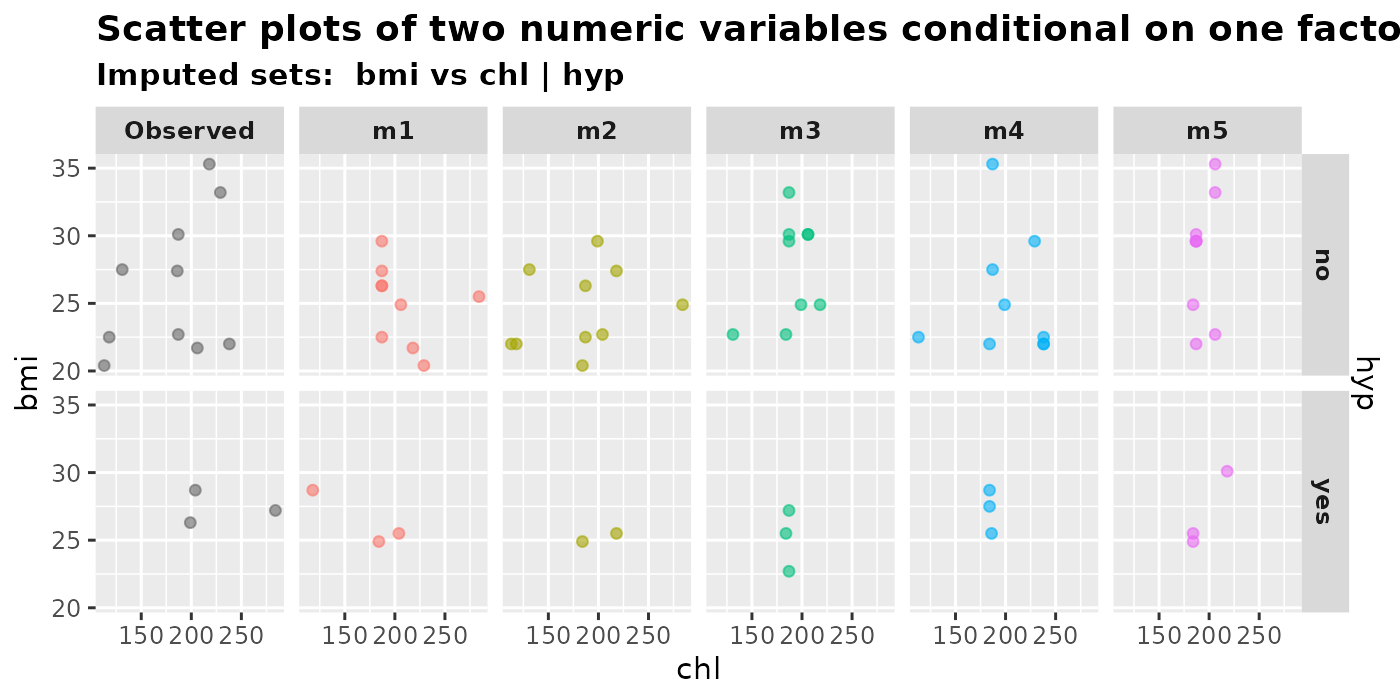 Scatter plots of two numeric variables conditional on one facto
Imputed sets:  bmi vs chl | hyp
Observed m1 m2 m3 m4 m5
35
30
25
20
no
bmi
hyp
35
30
25
20
yes
150 200 250 150 200 250 150 200 250 150 200 250 150 200 250 150 200 250
chl